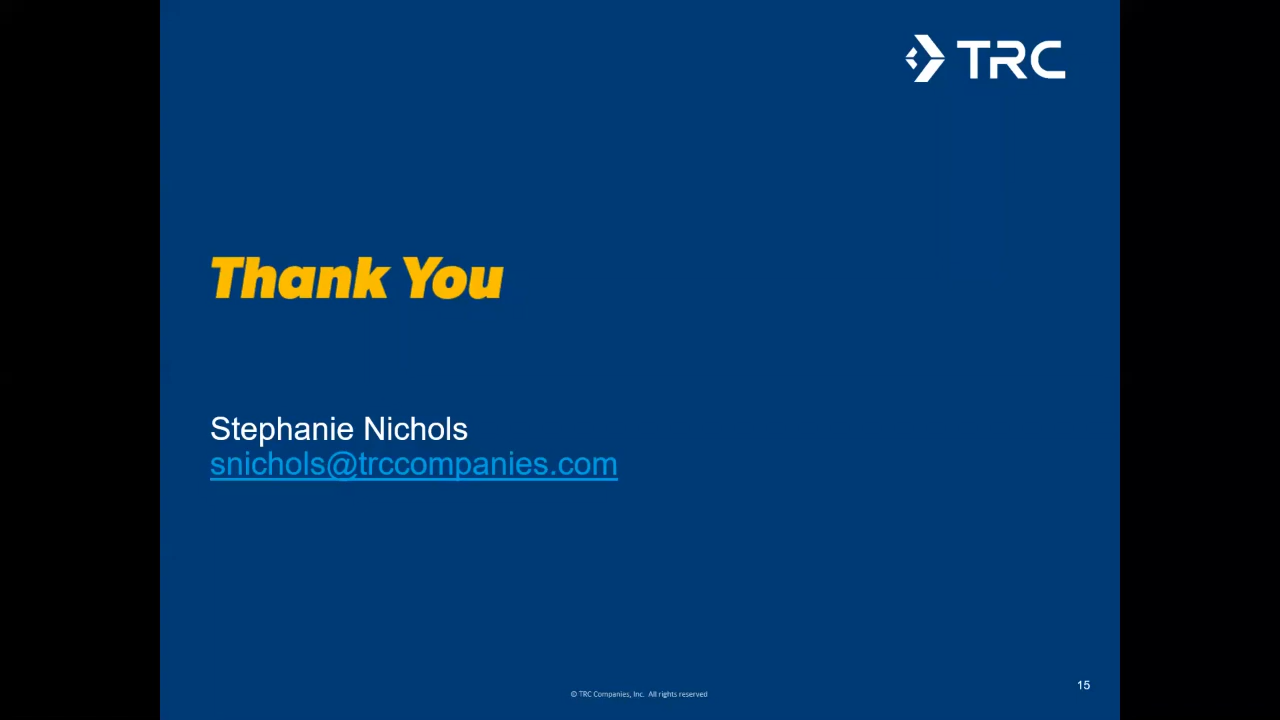 TRC
Thank You
Stephanie Nichols
snichols@trccompanies.com
© TRC Companies, Inc. All rights reserved
15